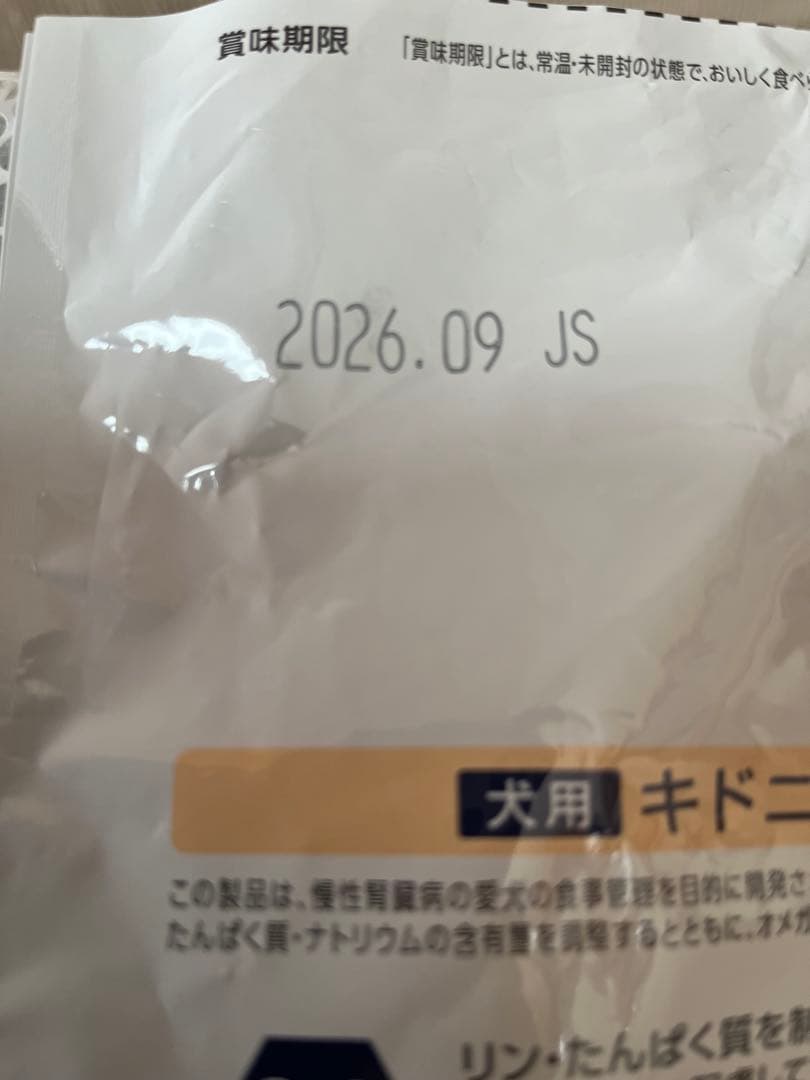 賞味期限 「賞味期限」とは、常温・未開封の状態で、おいしく食べ
2026.09 JS
犬用 キドニ
この製品は、慢性腎臓病の愛犬の食事管理を目的に開発さ
たんぱく質・ナトリウムの含有量を調整するとともに、オメガ
リン・たんぱく質を制